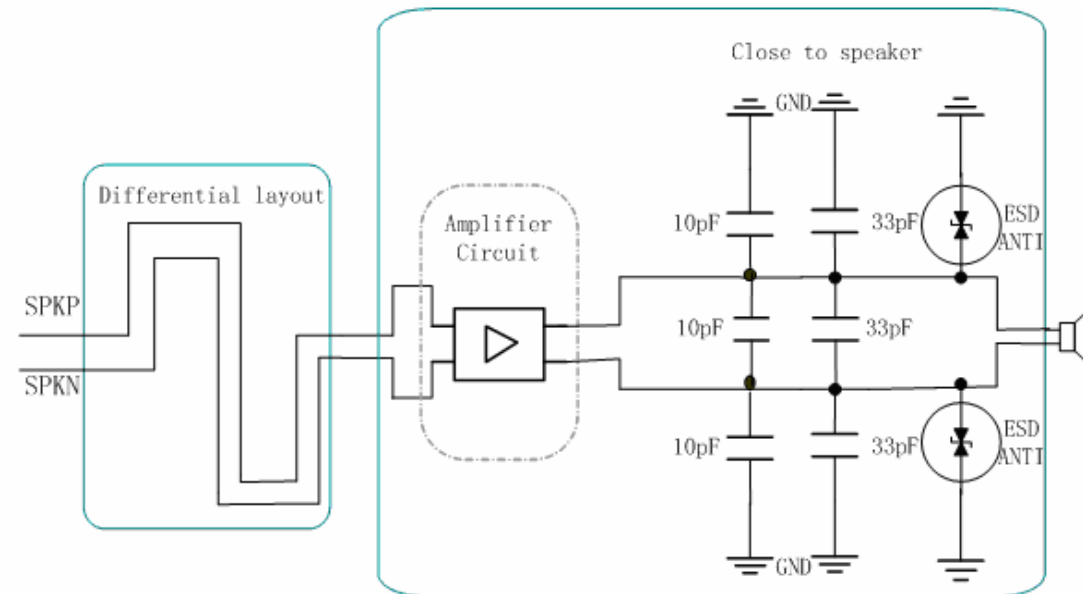 Close to speaker
GND
Differential layout
Amplifier
Circuit
10pF
33pF
ESD
ANTI
SPKP
SPKN
10pF
33pF
10pF
33pF
ESD
ANTI
GND